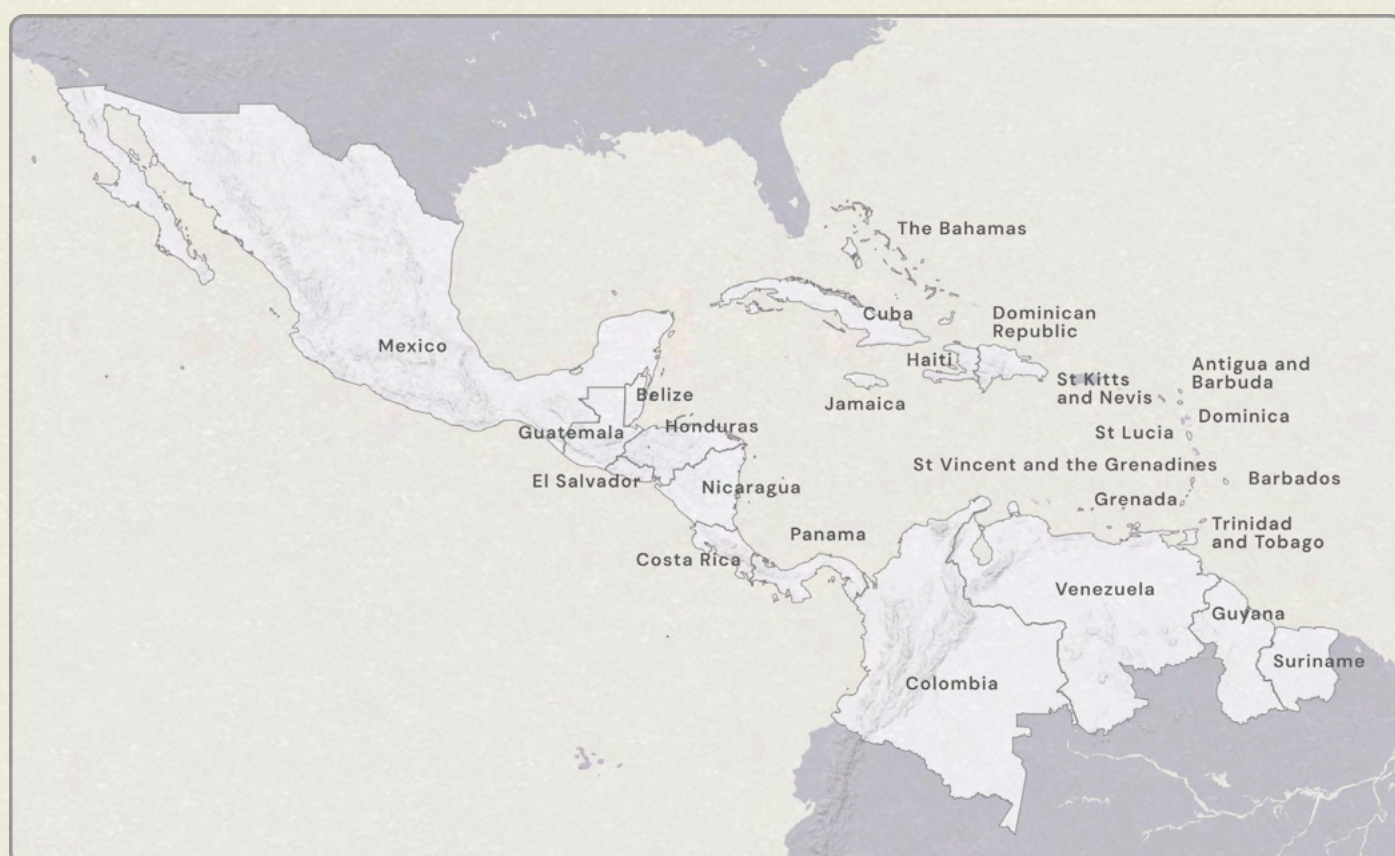 The Bahamas
Cuba
Dominican
Republic
Mexico
Haiti
Antigua and
Barbuda
St Kitts
and Nevis
Belize
Jamaica
Dominica
Guatemala
Honduras
St Lucia
St Vincent and the Grenadines
El Salvador
Nicaragua
Barbados
Grenada
Panama
Trinidad
and Tobago
Costa Rica
Venezuela
Guyana
Suriname
Colombia